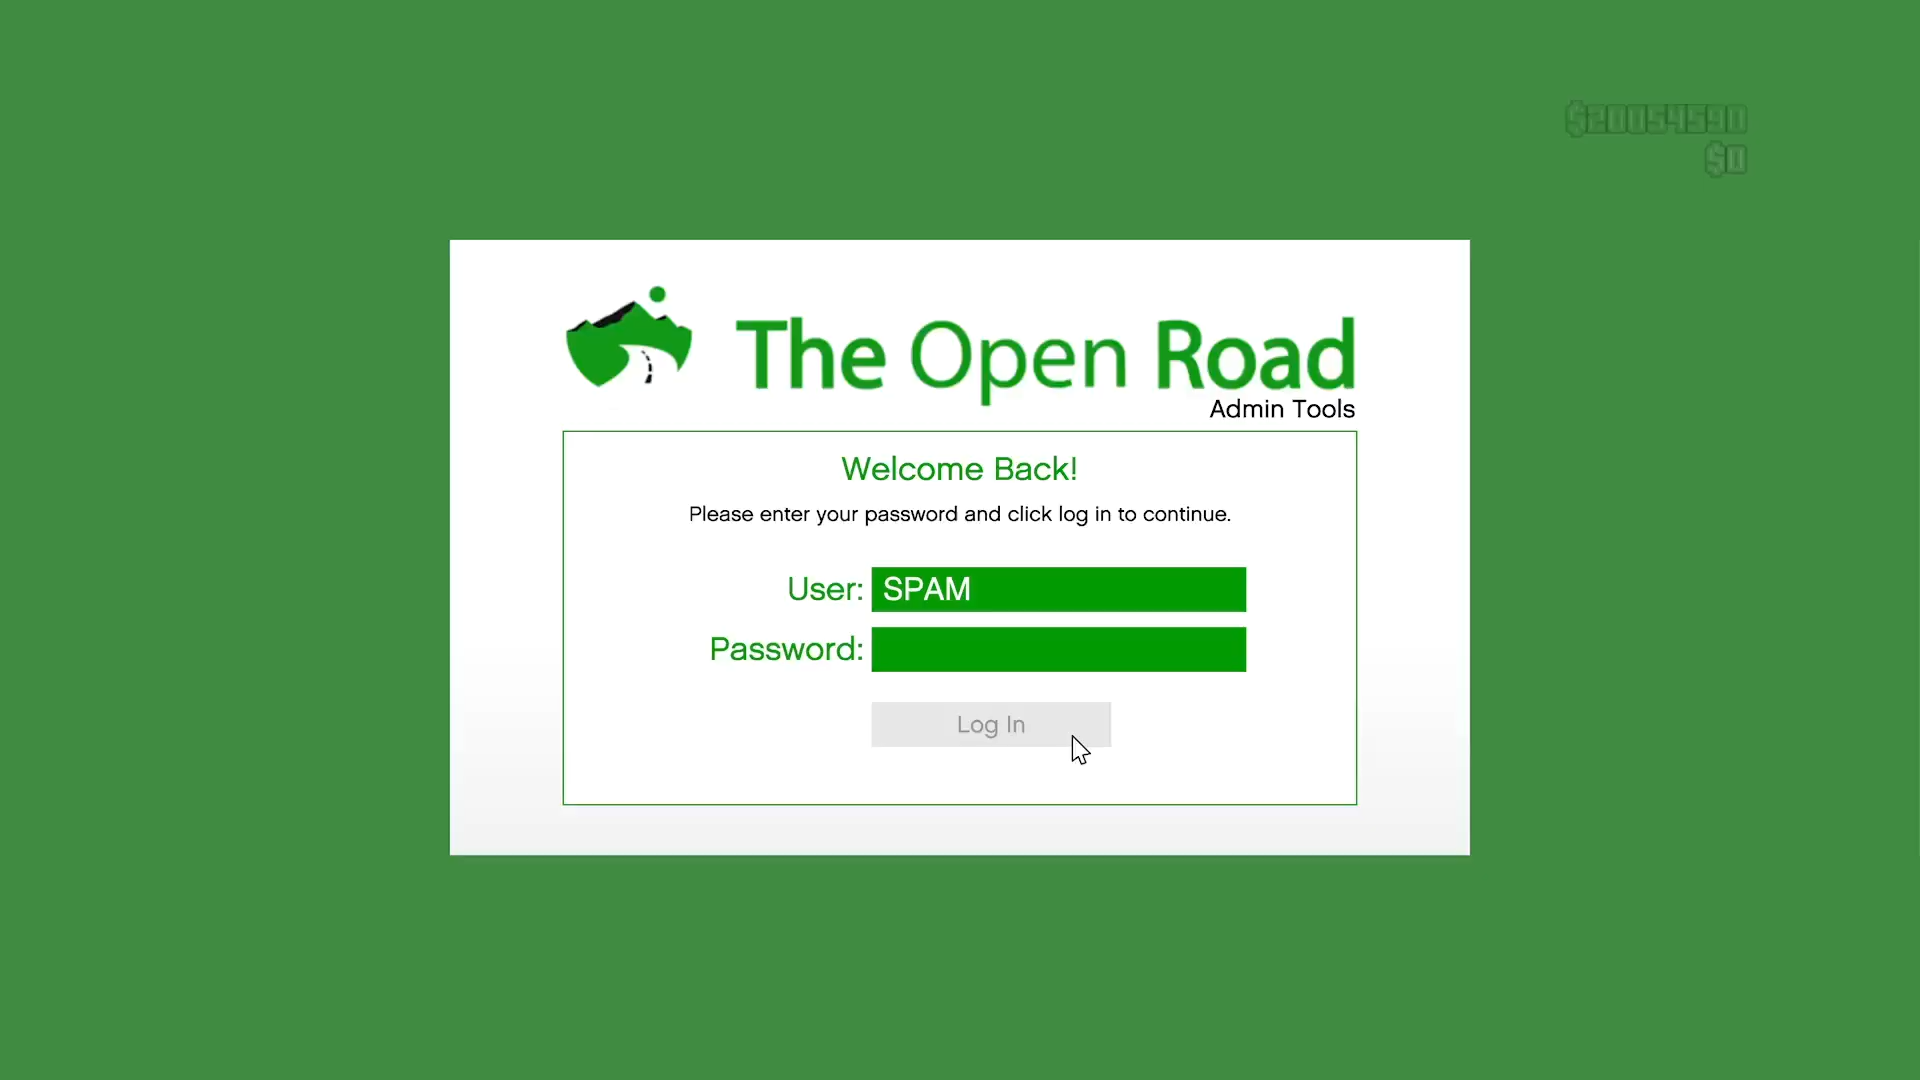 $20054590
$0
The Open Road
Admin Tools
Welcome Back!
Please enter your password and click log in to continue.
User: SPAM
Password:
Log In